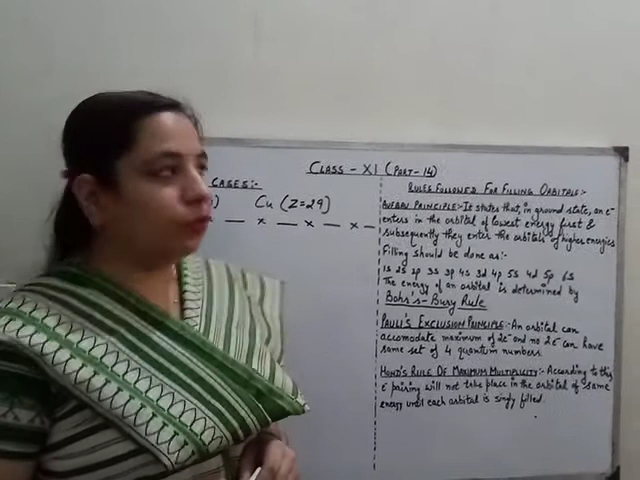 CLASS - XI (PART-14)
CASES:-
) Cu (Z=29)
RULES FOLLOWED FOR FILLING ORBITALS:-
AUFBAU PRINCIPLE:- It states that, in ground state, an e-
enters in the orbital of lowest energy first &
subsequently they enter the orbitals of higher energies
Filling should be done as:-
1s 2s 2p 3s 3p 4s 3d 4p 5s 4d 5p 6s
The energy of an orbital is determined by
Bohr's-Bury Rule
PAULI'S EXCLUSION PRINCIPLE:- An orbital can
accomodate maximum of 2e- and no 2 e- can have
same set of 4 quantum numbers.
HUND'S RULE OF MAXIMUM MULTIPLICITY:- According to this
e- pairing will not take place in the orbital of same
energy until each orbital is singly filled.